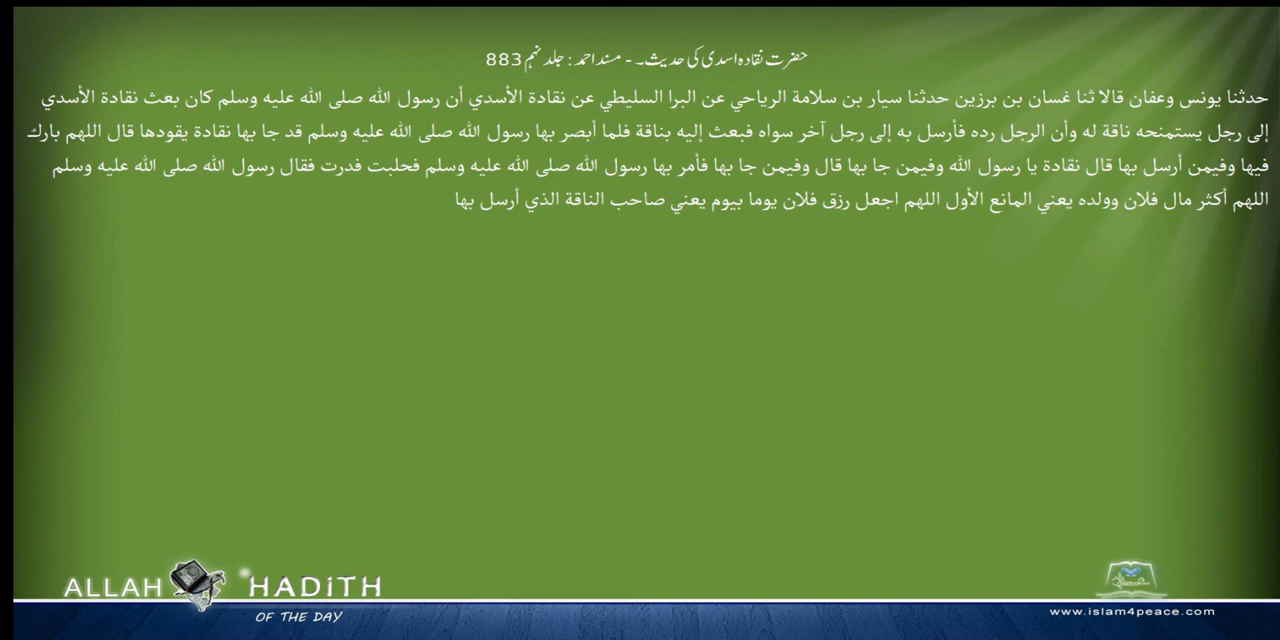 حضرت نقادہ اسدی کی حدیث۔ - مسند احمد : جلد نہم 883
حدثنا يونس وعفان قالا ثنا غسان بن برزين حدثنا سيار بن سلامة الرياحي عن البرا السليطي عن نقادة الأسدي أن رسول الله صلى الله عليه وسلم كان بعث نقادة الأسدي
إلى رجل يستمنحه ناقة له وأن الرجل رده فأرسل به إلى رجل آخر سواه فبعث إليه بناقة فلما أبصر بها رسول الله صلى الله عليه وسلم قد جا بها نقادة يقودها قال اللهم بارك
فيها وفيمن أرسل بها قال نقادة يا رسول الله وفيمن جا بها قال وفيمن جا بها فأمر بها رسول الله صلى الله عليه وسلم فحلبت فدرت فقال رسول الله صلى الله عليه وسلم
اللهم أكثر مال فلان وولده يعني المانع الأول اللهم اجعل رزق فلان يوما بيوم يعني صاحب الناقة الذي أرسل بها
ALLAH HADITH
OF THE DAY
www.islam4peace.com